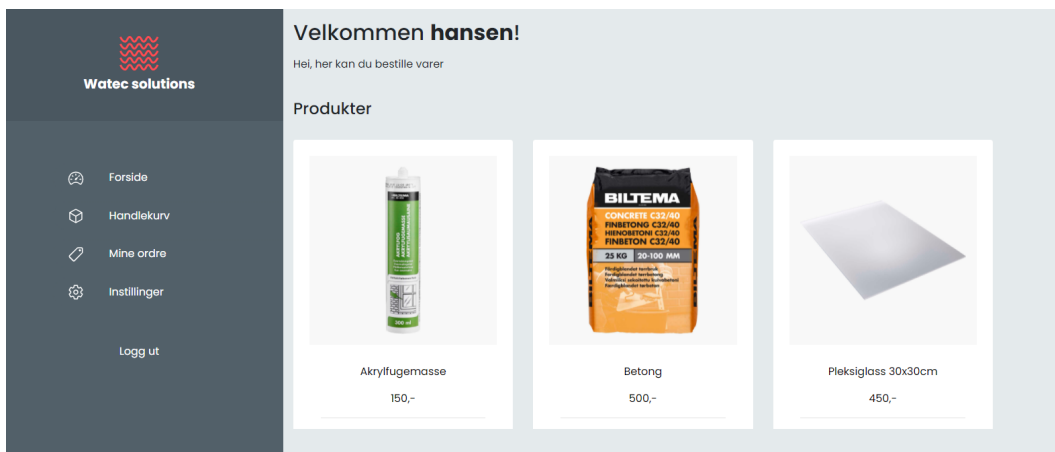 Watec solutions
Forside
Handlekurv
Mine ordre
Instillinger
Logg ut
Velkommen hansen!
Hei, her kan du bestille varer
Produkter
300 ml
Akrylfugemasse
150,-
BILTEMA
CONCRETE C32/40
FINBETONG C32/40
HIENOBETONI C32/40
FINBETON C32/40
25 KG 20-100 MM
Betong
500,-
Pleksiglass 30x30cm
450,-